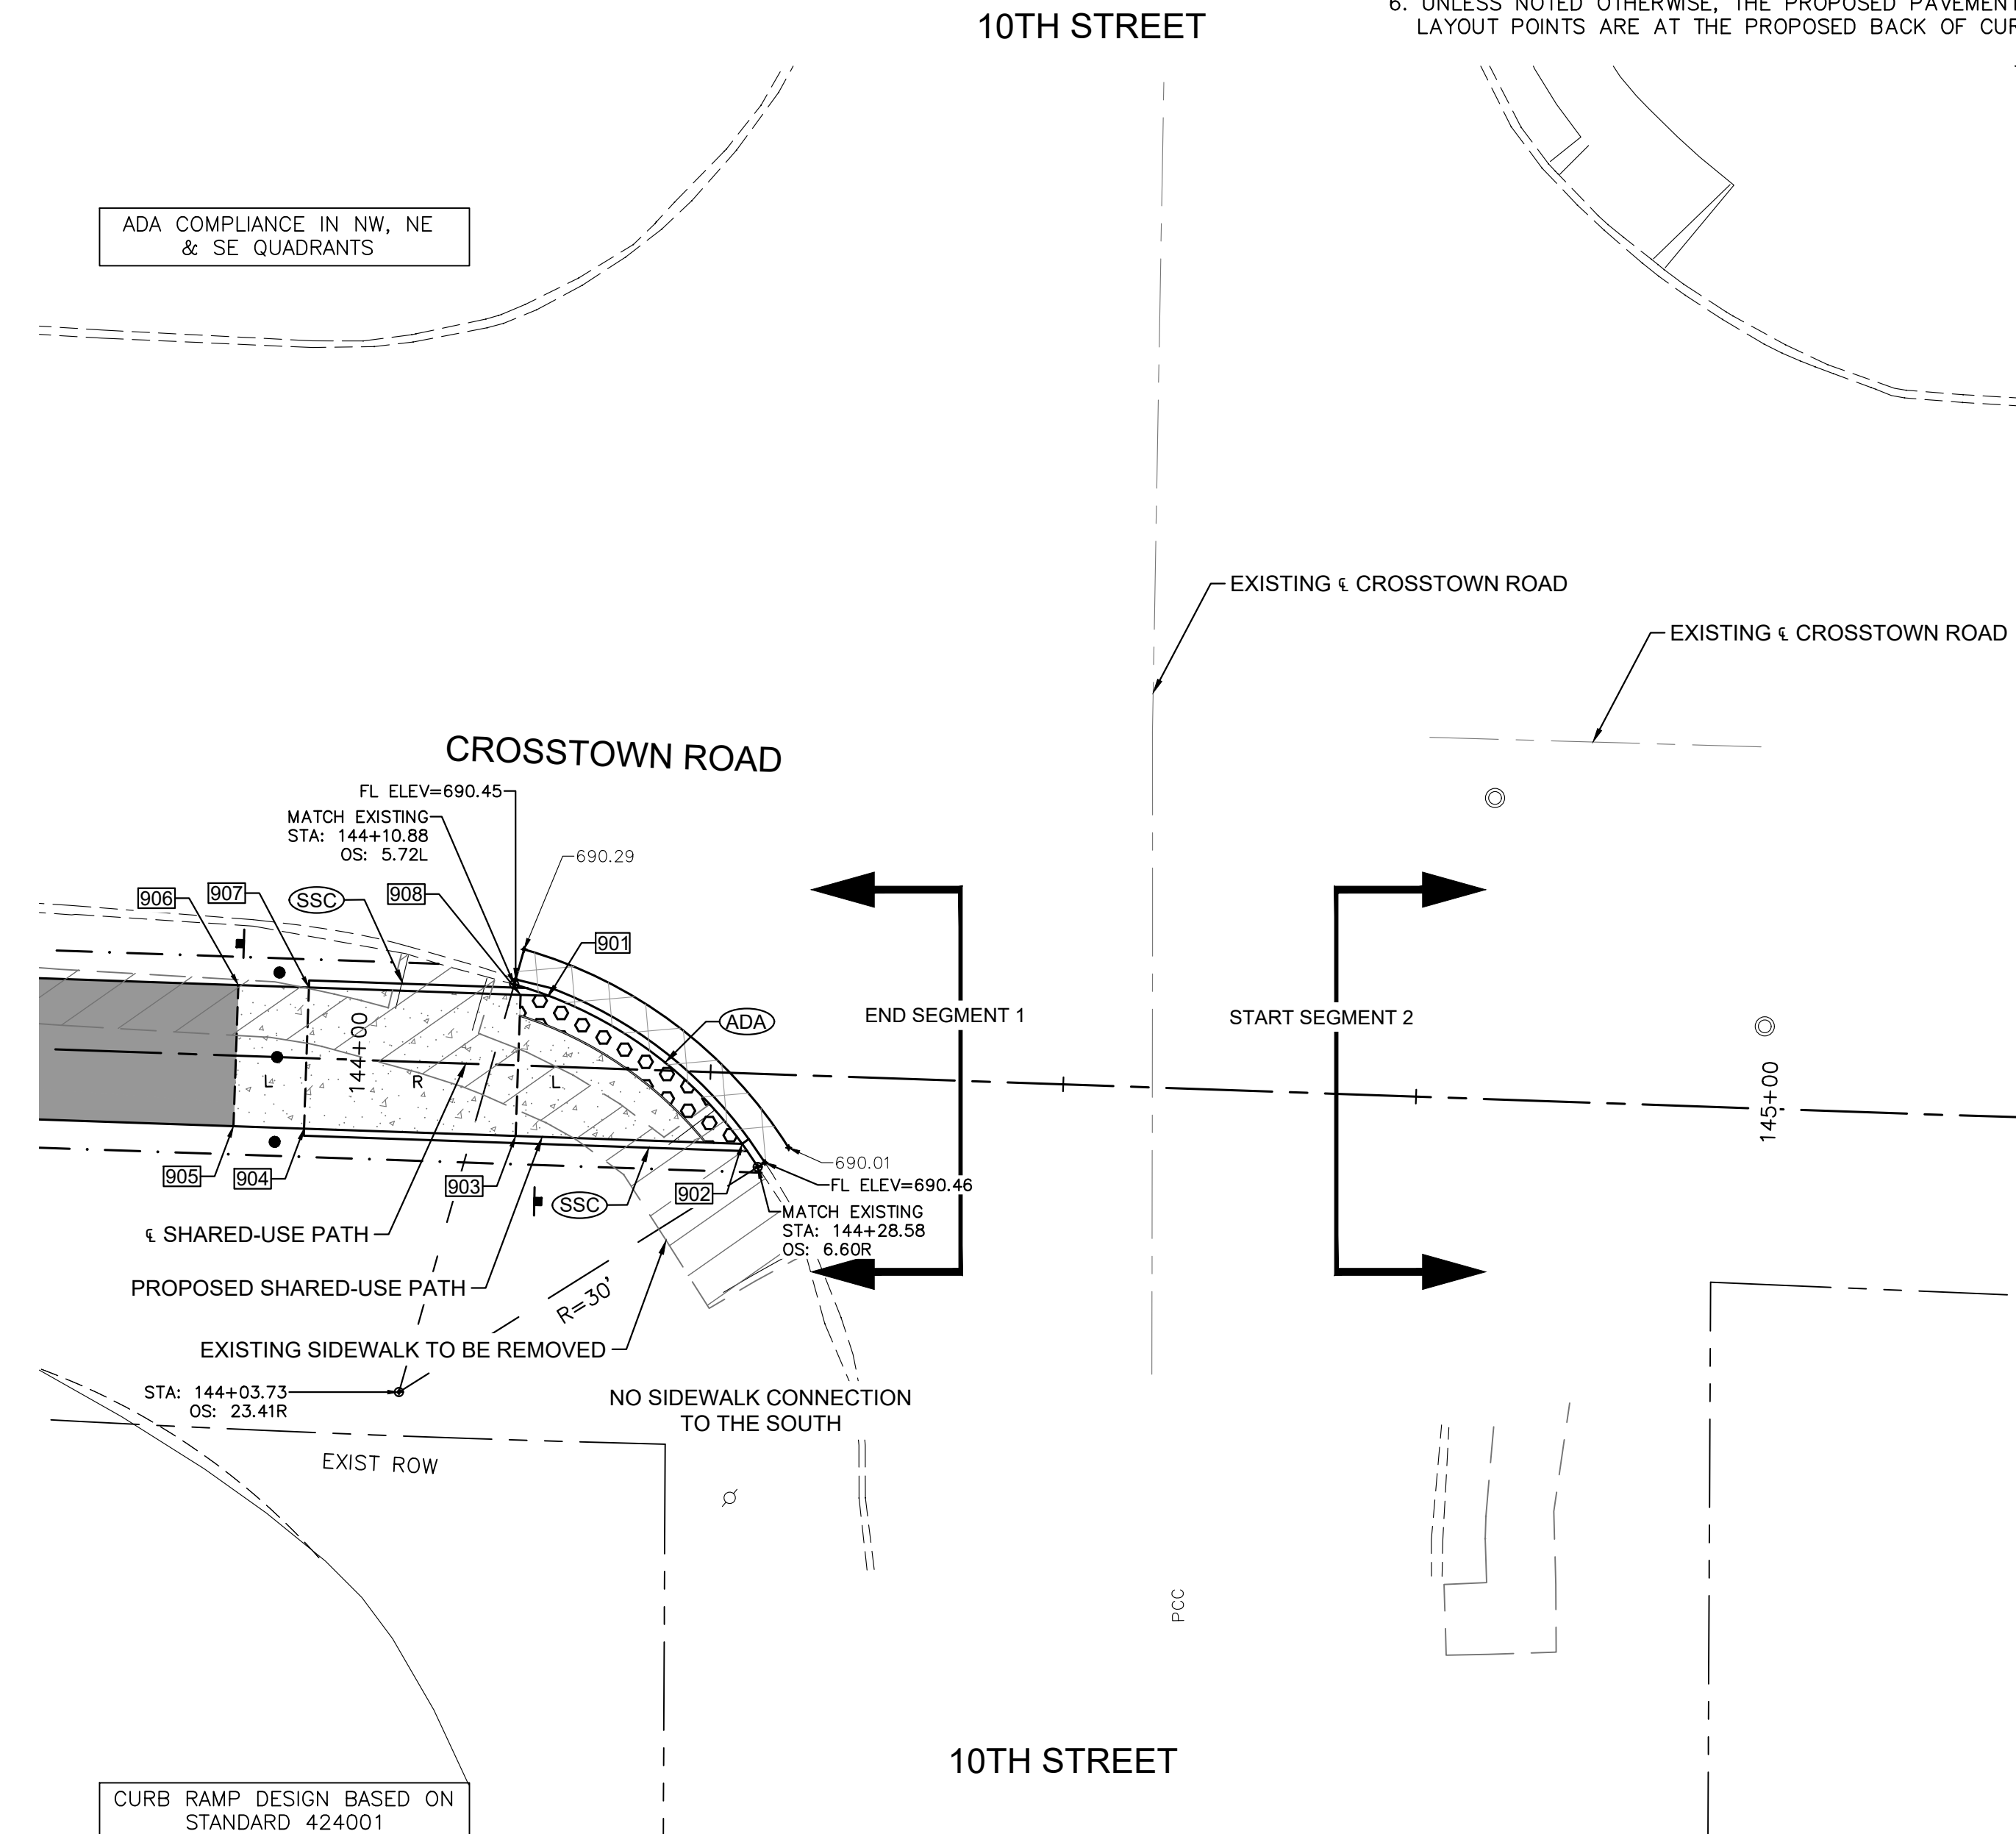 6. UNLESS NOTED OTHERWISE, THE PROPOSED PAVEMENT
LAYOUT POINTS ARE AT THE PROPOSED BACK OF
10TH STREET
ADA COMPLIANCE IN NW, NE
& SE QUADRANTS
EXISTING ℄ CROSSTOWN ROAD
EXISTING ℄ CROSSTOWN ROAD
CROSSTOWN ROAD
FL ELEV=690.45
MATCH EXISTING
STA: 144+10.88
OS: 5.72L
690.29
906
907
SSC
908
901
END SEGMENT 1
START SEGMENT 2
ADA
144+00
L
R
L
145+00
905
904
903
SSC
902
690.01
FL ELEV=690.46
MATCH EXISTING
STA: 144+28.58
OS: 6.60R
℄ SHARED-USE PATH
PROPOSED SHARED-USE PATH
R=30'
EXISTING SIDEWALK TO BE REMOVED
STA: 144+03.73
OS: 23.41R
NO SIDEWALK CONNECTION
TO THE SOUTH
EXIST ROW
PCC
10TH STREET
CURB RAMP DESIGN BASED ON
STANDARD 424001